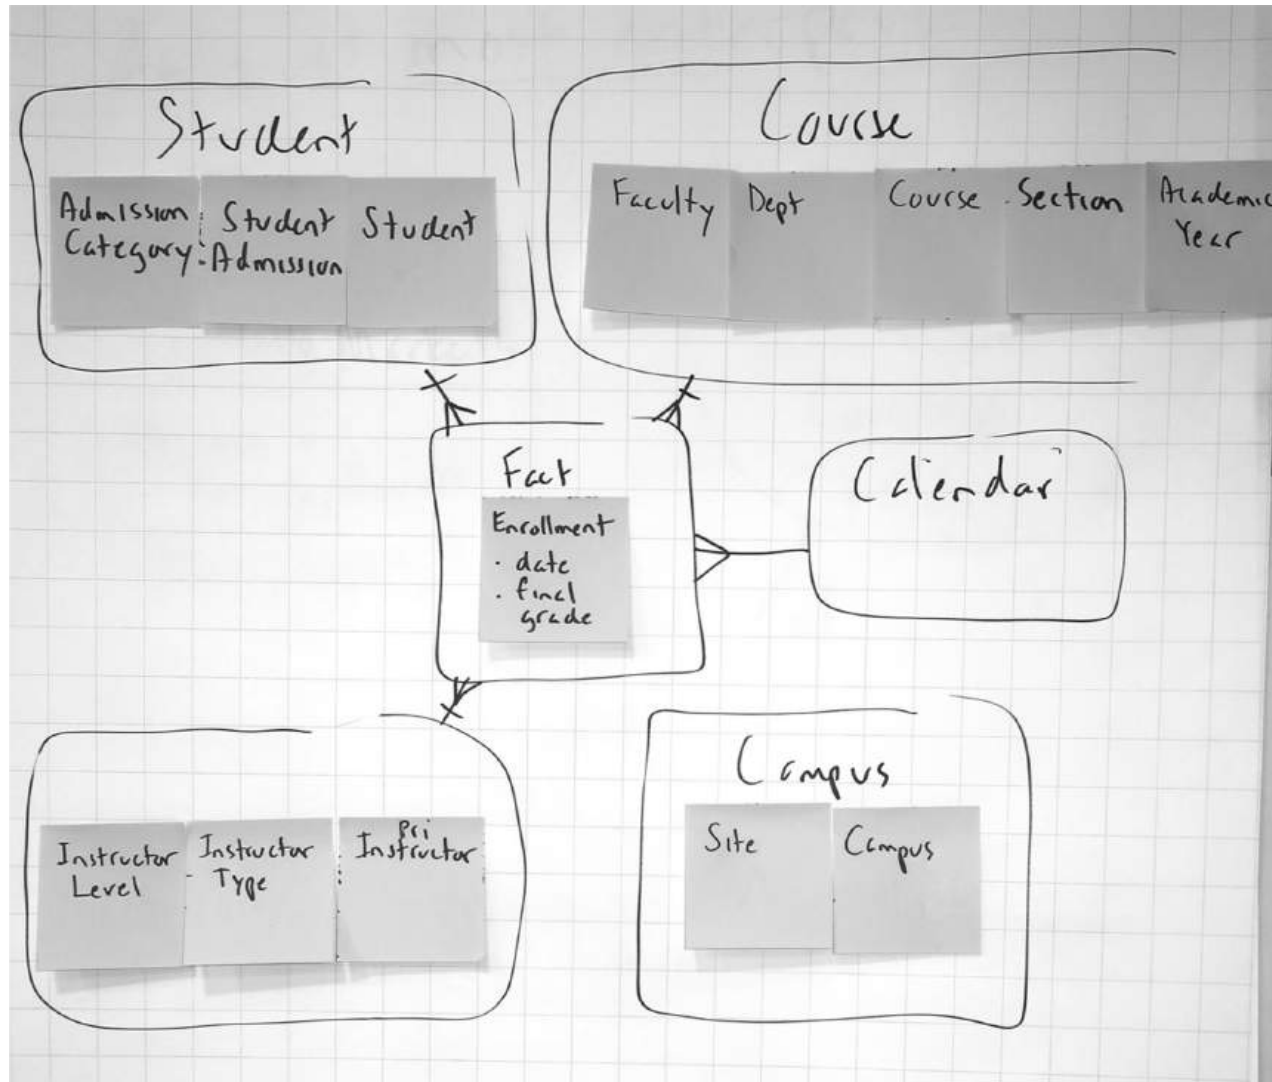 Student
Admission
Category
Student
Admission
Student
Course
Faculty
Dept
Course
Section
Academic
Year
Fact
Enrollment
· date
· final
grade
Calendar
Instructor
Level
Instructor
Type
Pri
Instructor
Campus
Site
Campus